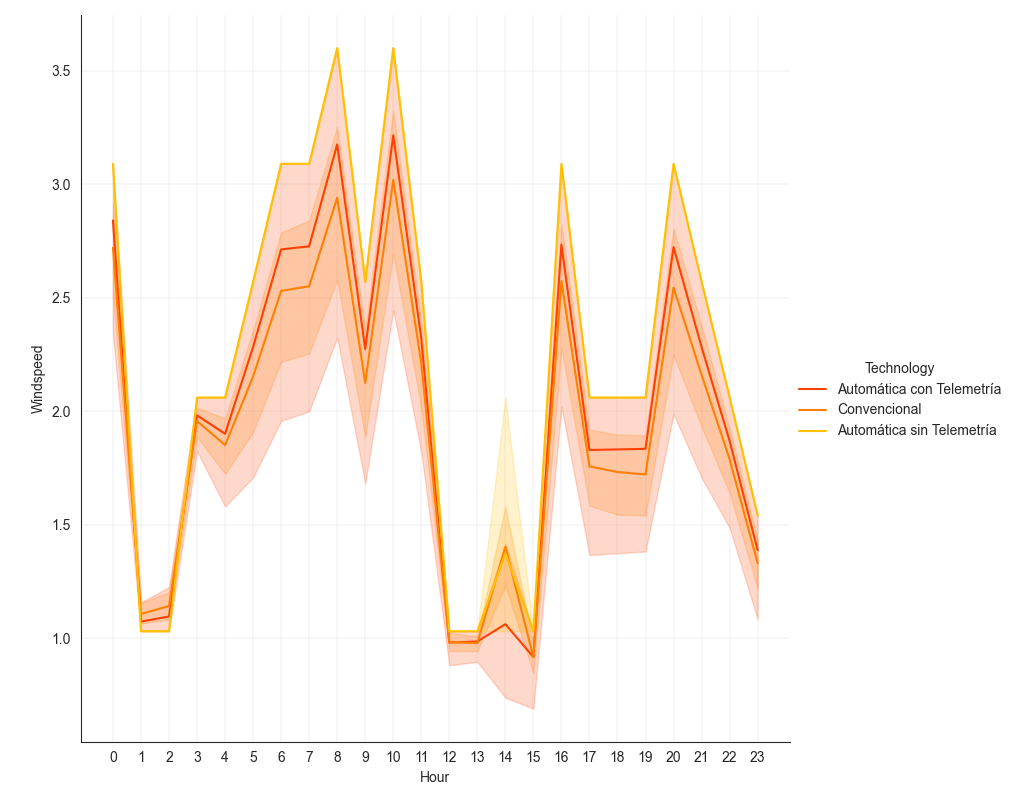 3.5
3.0
2.5
2.0
1.5
1.0
Windspeed
0 1 2 3 4 5 6 7 8 9 10 11 12 13 14 15 16 17 18 19 20 21 22 23
Hour
Technology
Automática con Telemetría
Convencional
Automática sin Telemetría